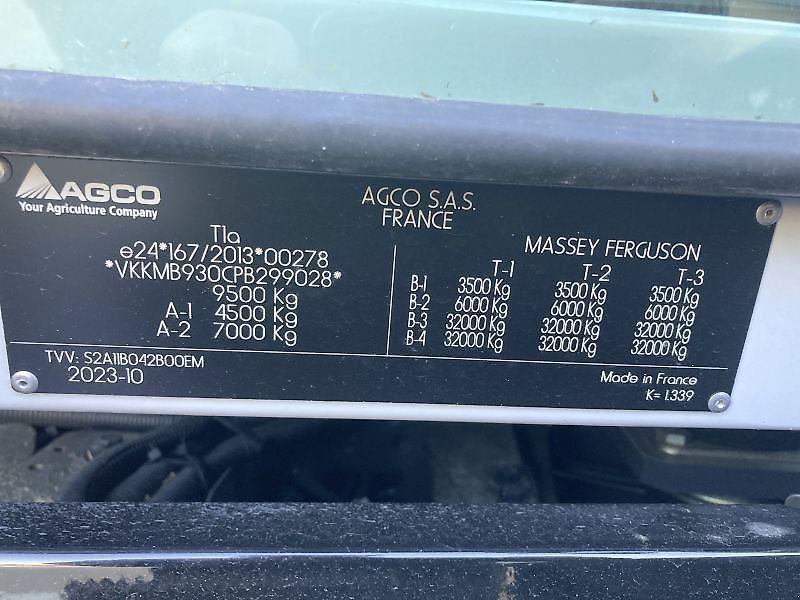 AGCO
Your Agriculture Company
AGCO S.A.S.
FRANCE
T1a
e24*167/2013*00278
*VKKMB930CPB299028*
9500 Kg
A-1 4500 Kg
A-2 7000 Kg
MASSEY FERGUSON
T-1 T-2 T-3
B-1 3500 Kg 3500 Kg 3500 Kg
B-2 6000 Kg 6000 Kg 6000 Kg
B-3 32000 Kg 32000 Kg 32000 Kg
B-4 32000 Kg 32000 Kg 32000 Kg
TVV: S2A11B042B00EM
2023-10
Made in France
K= 1.339